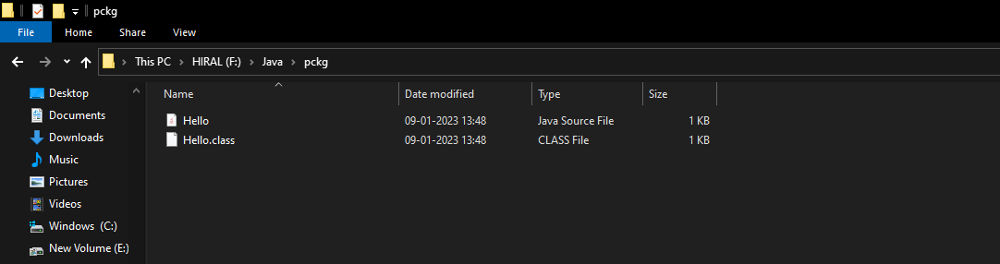 pckg
File Home Share View
This PC HIRAL (F:) Java pckg
Desktop
Documents
Downloads
Music
Pictures
Videos
Windows (C:)
New Volume (E:)
Name Date modified Type Size
Hello 09-01-2023 13:48 Java Source File 1 KB
Hello.class 09-01-2023 13:48 CLASS File 1 KB